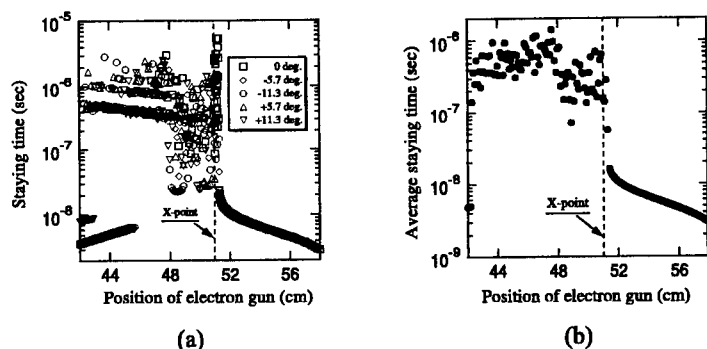 10-5
10-6
10-7
10-8
Staying time (sec)
0 deg.
-5.7 deg.
-11.3 deg.
+5.7 deg.
+11.3 deg.
X-point
44 48 52 56
Position of electron gun (cm)
(a)
10-5
10-6
10-7
10-8
10-9
Average staying time (sec)
X-point
44 48 52 56
Position of electron gun (cm)
(b)